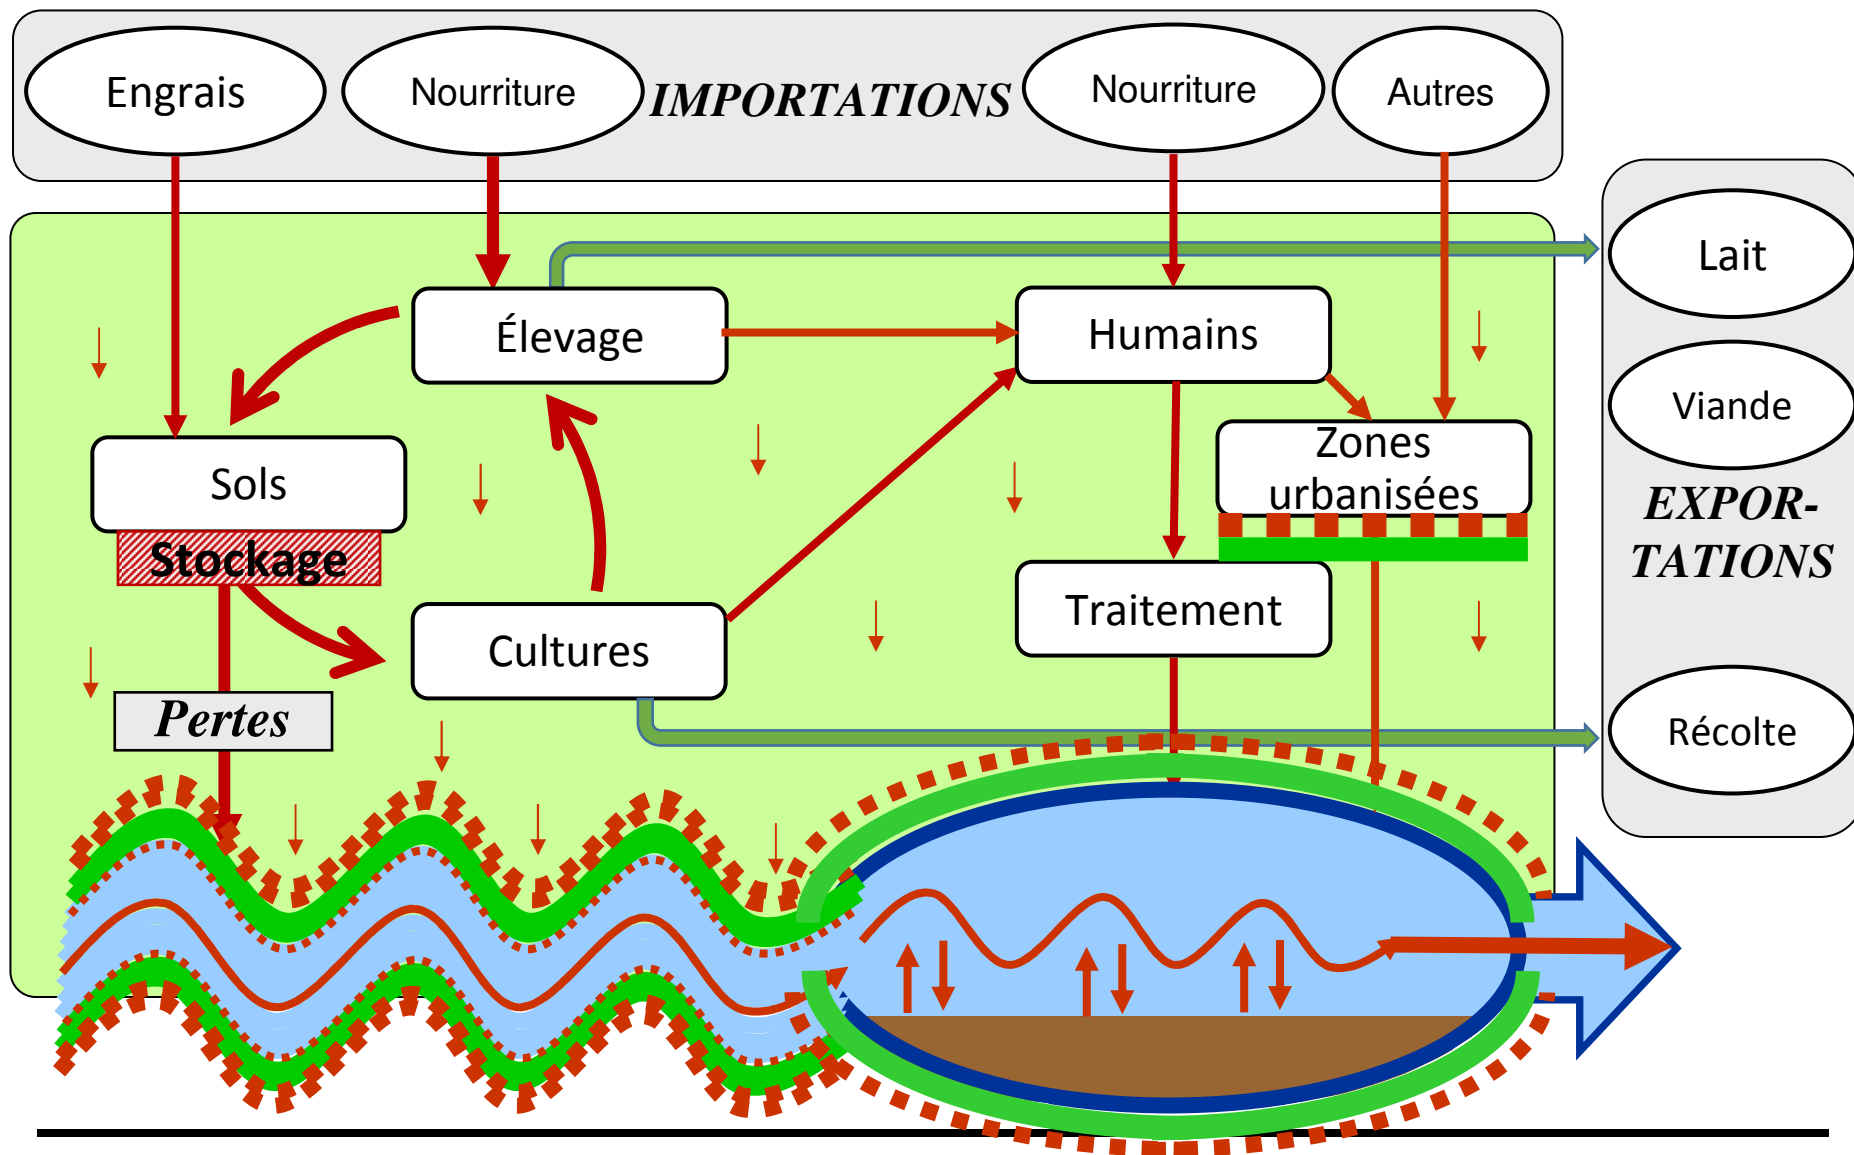 Engrais
Nourriture
IMPORTATIONS
Nourriture
Autres
Lait
Viande
EXPOR-
TATIONS
Récolte
Élevage
Humains
Sols
Stockage
Zones
urbanisées
Traitement
Cultures
Pertes